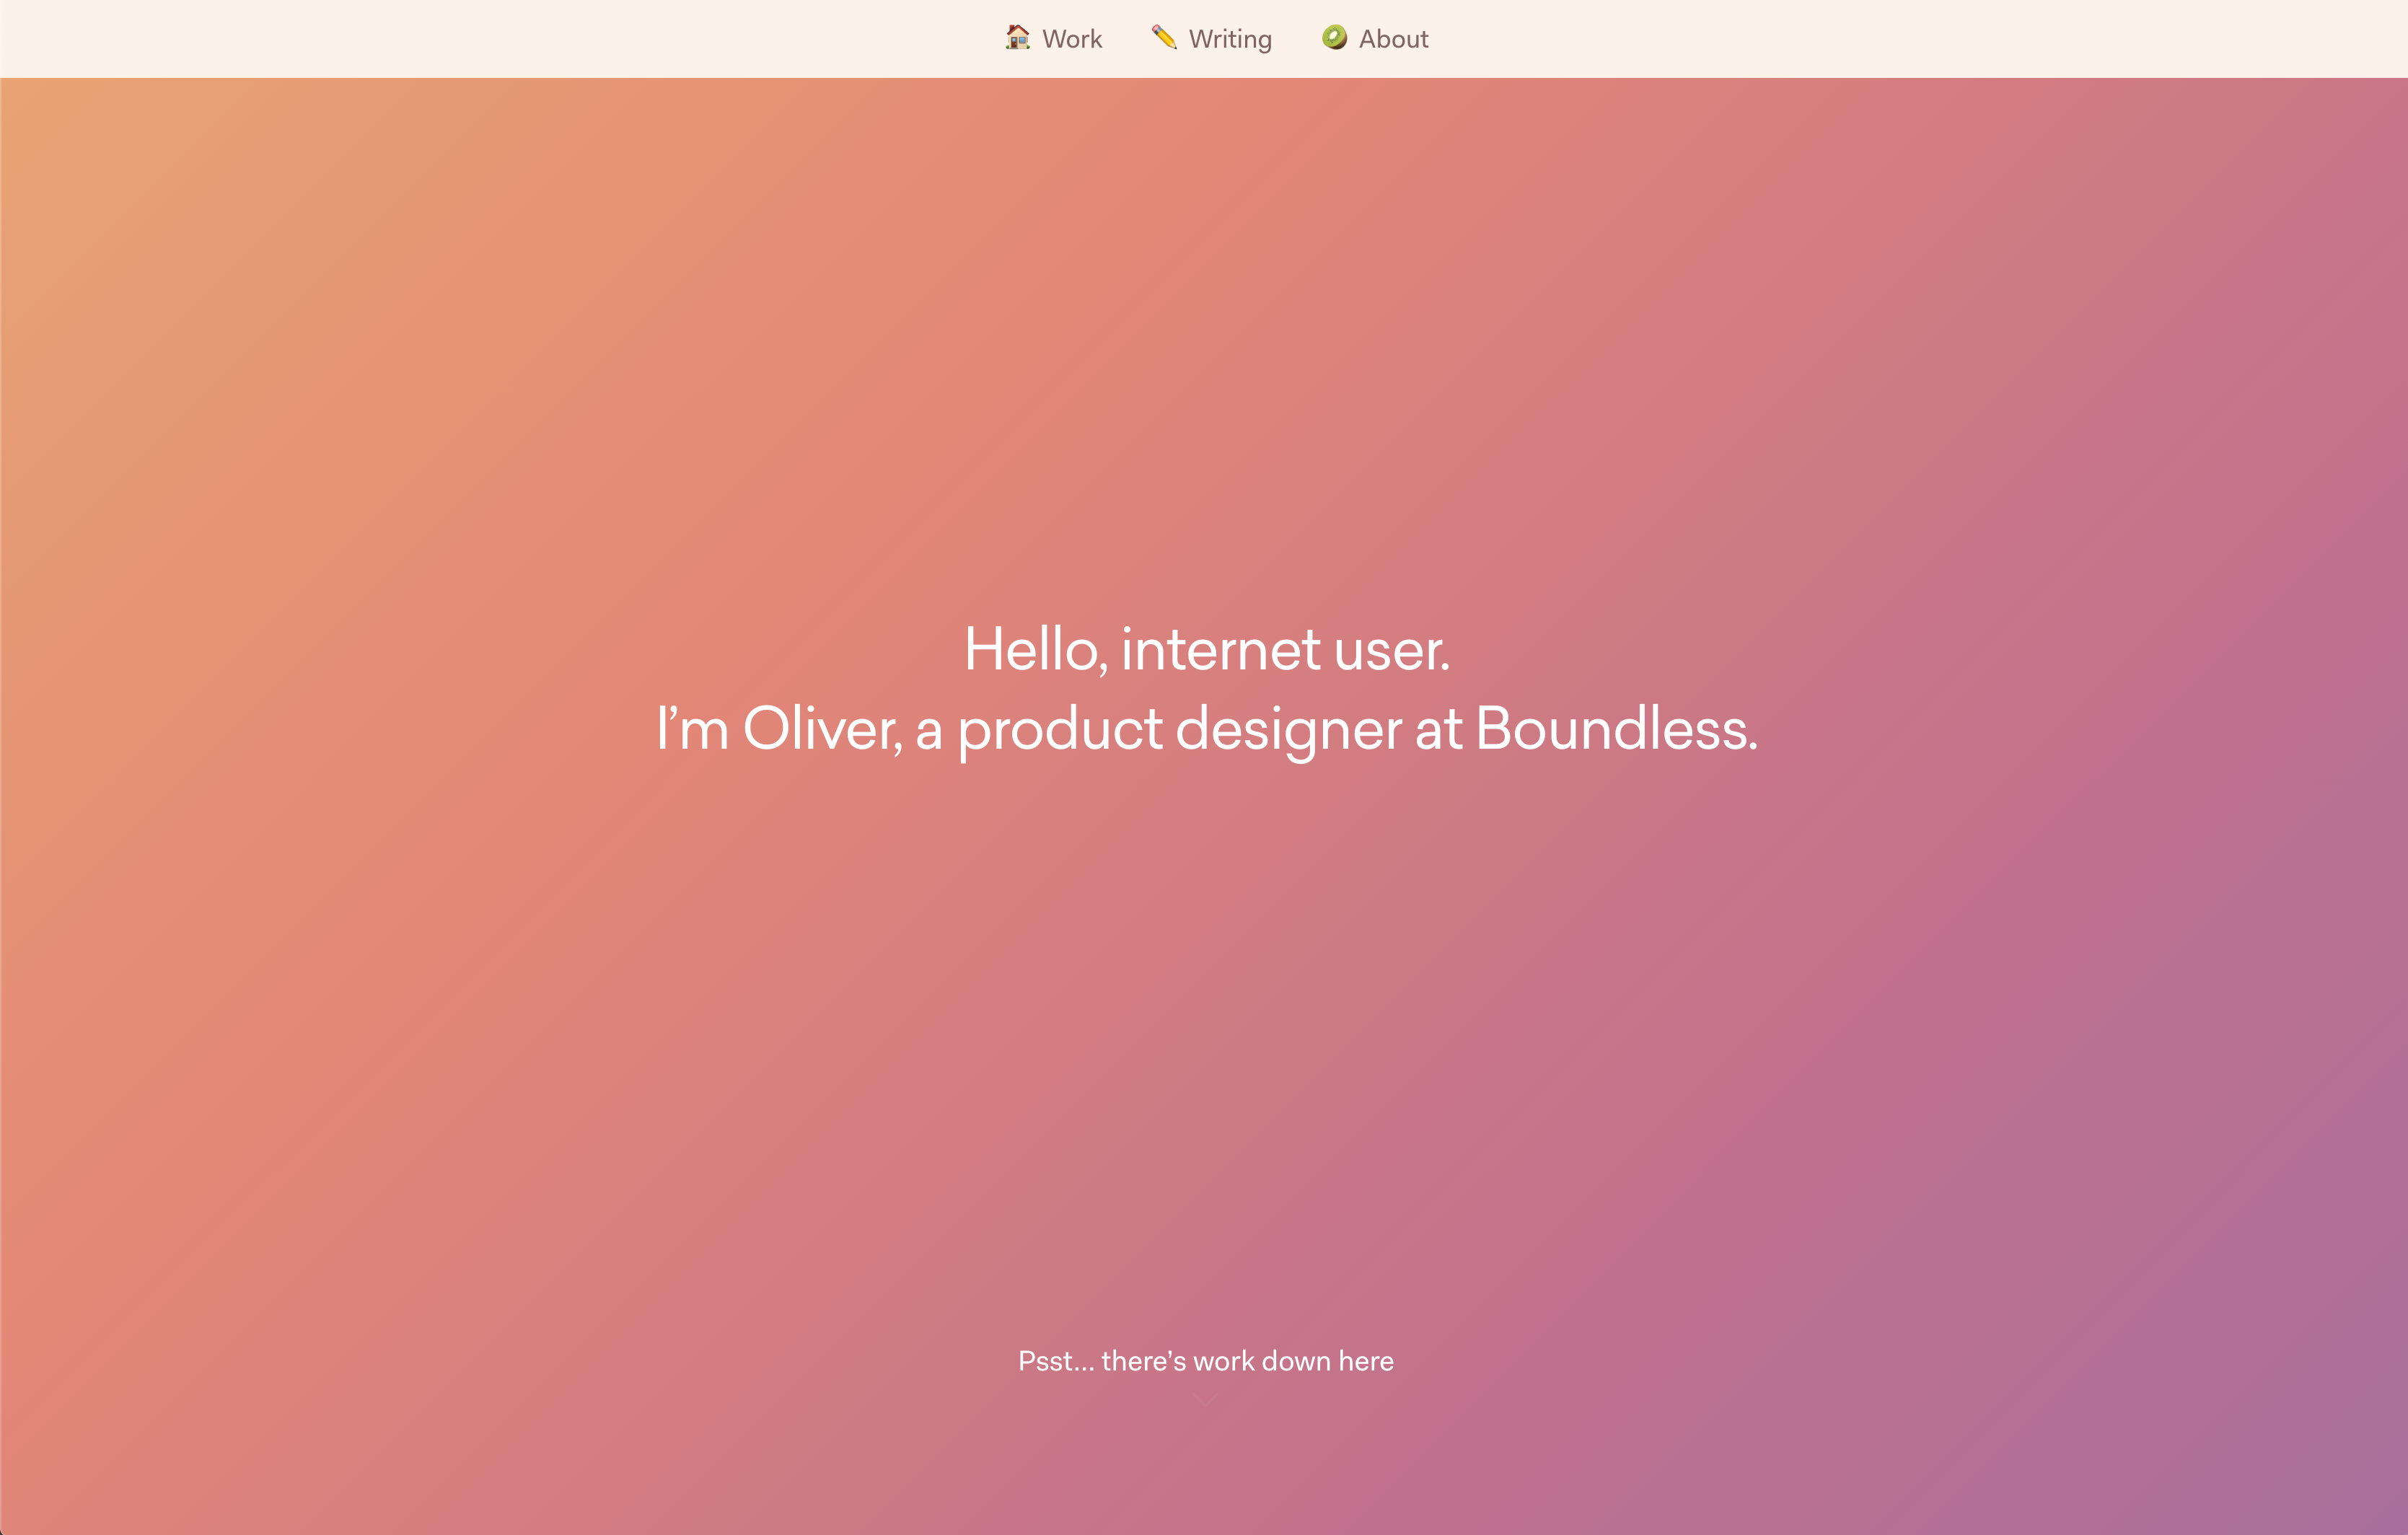 Work
Writing
About
Hello, internet user.
I’m Oliver, a product designer at Boundless.
Psst... there’s work down here